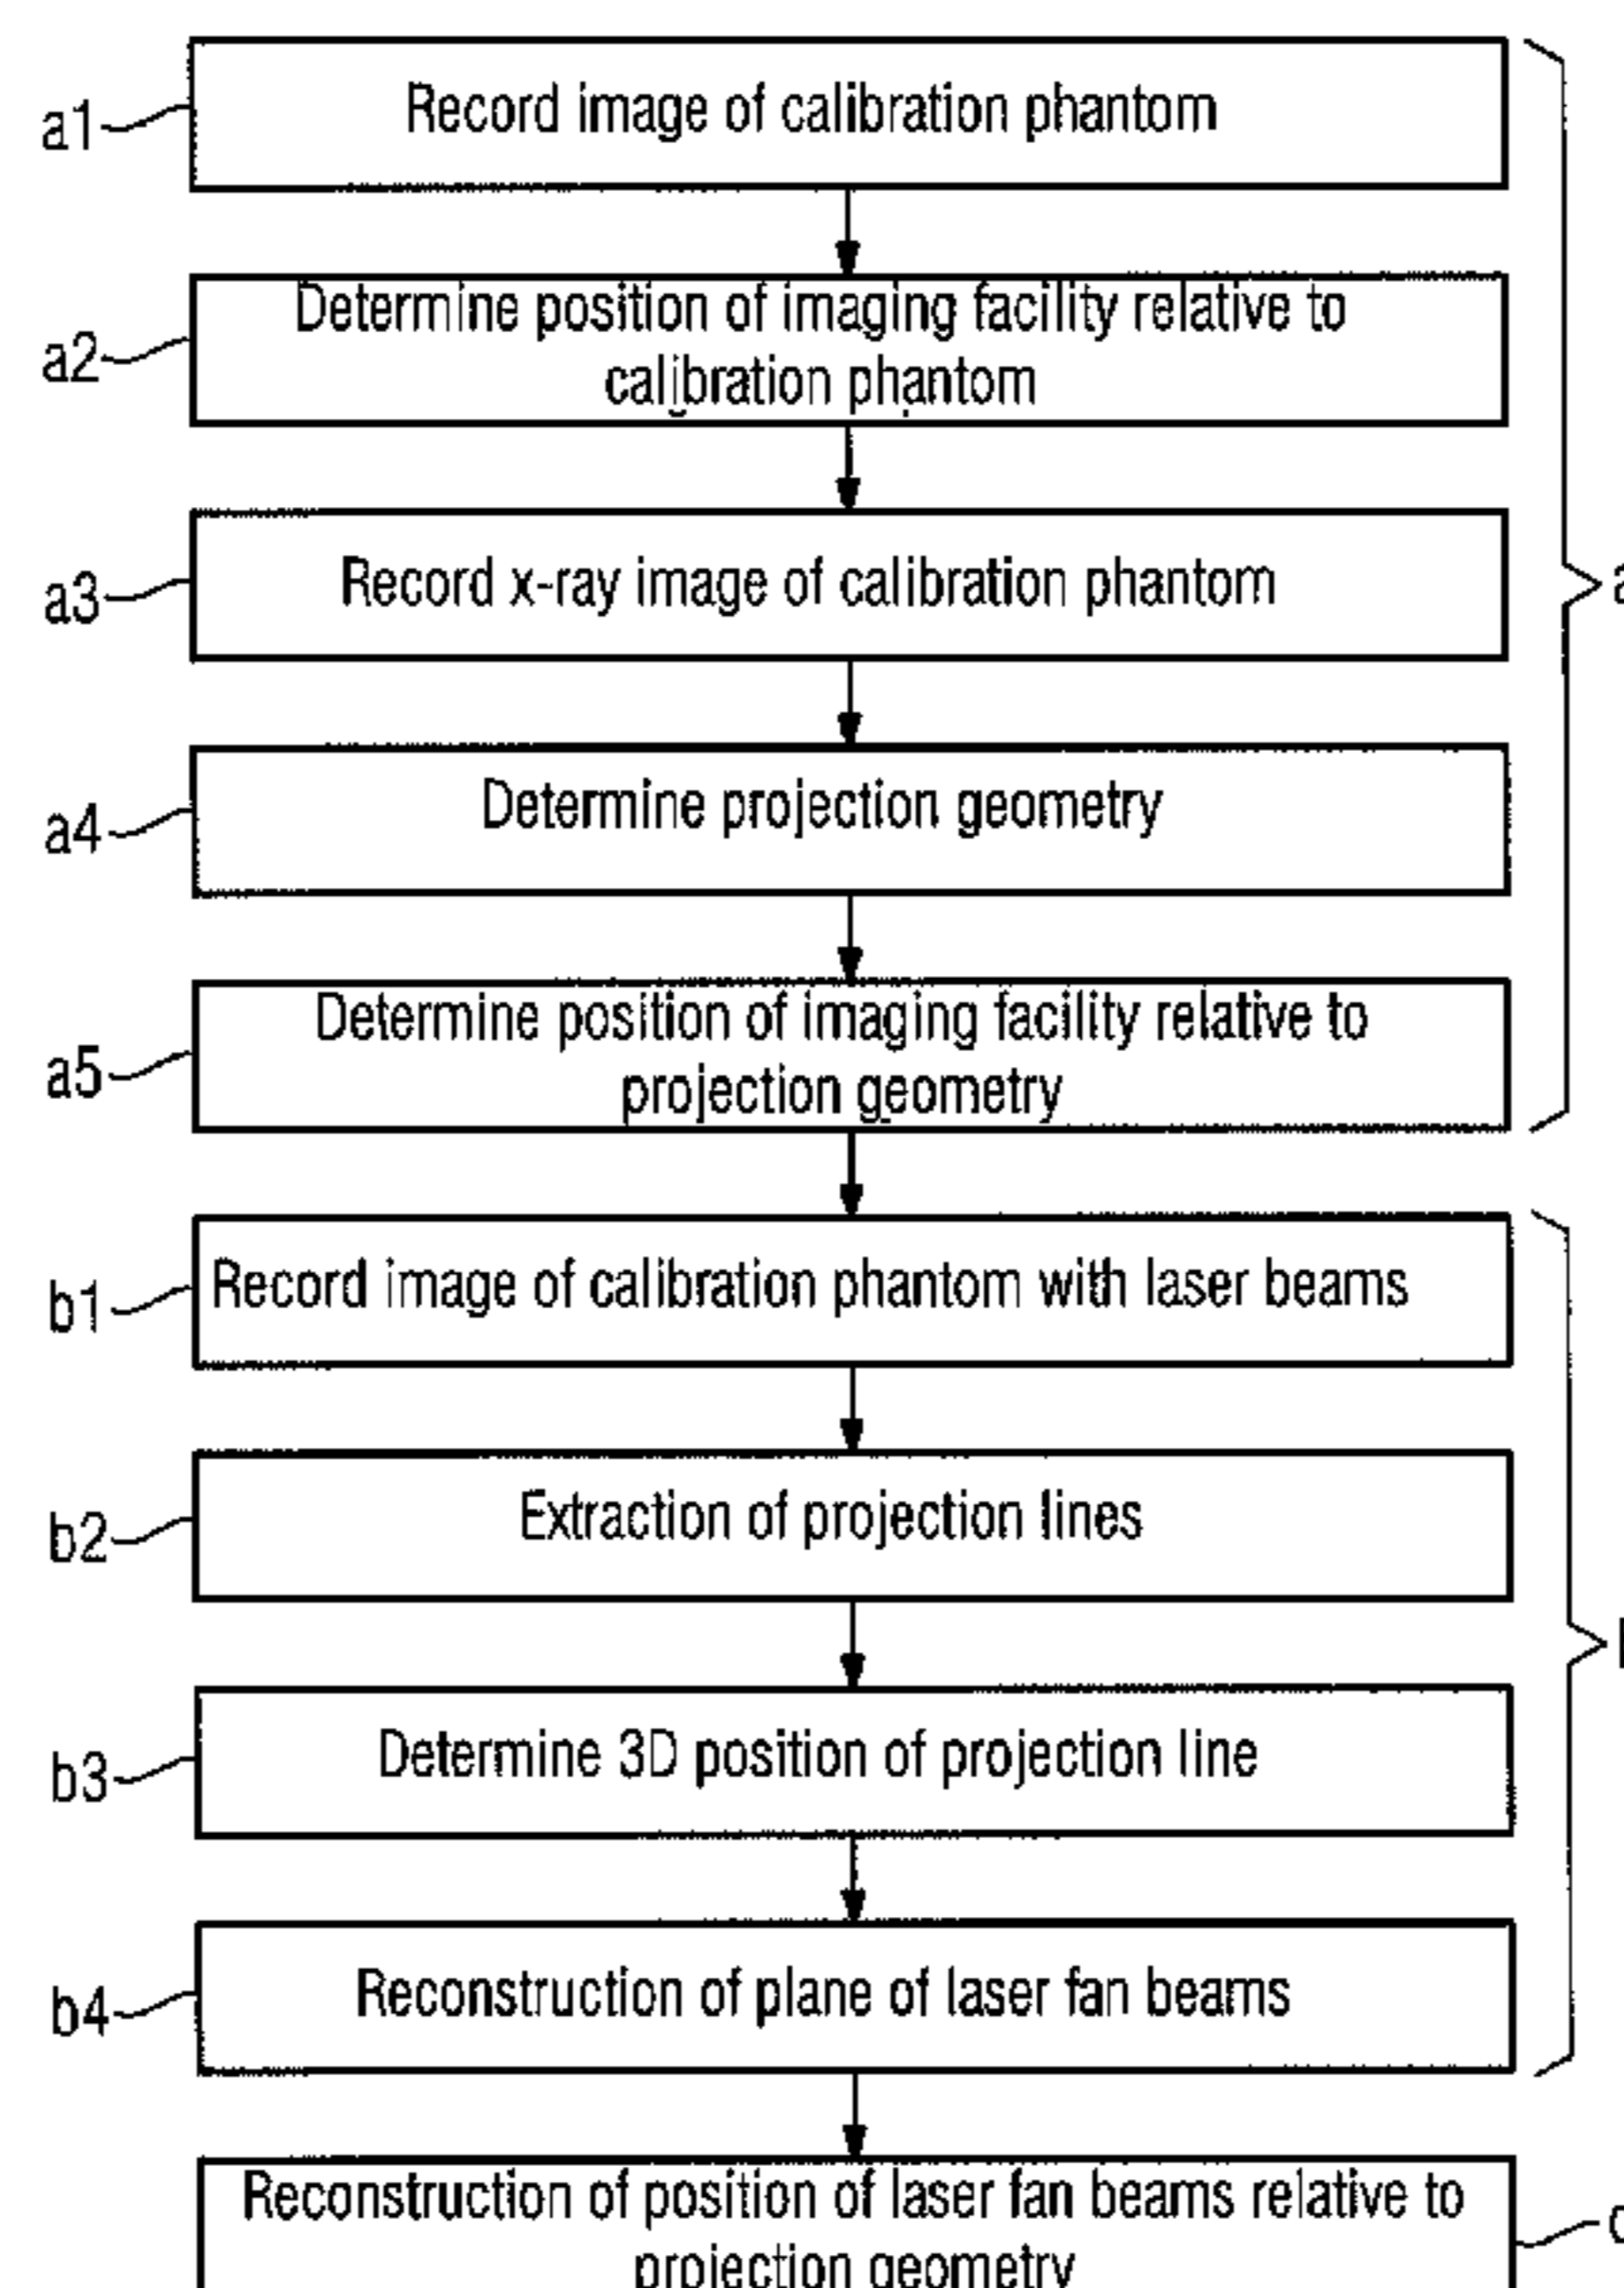 a1
Record image of calibration phantom
a2
Determine position of imaging facility relative to
calibration phantom
a3
Record x-ray image of calibration phantom
a
a4
Determine projection geometry
a5
Determine position of imaging facility relative to
projection geometry
b1
Record image of calibration phantom with laser beams
b2
Extraction of projection lines
b3
Determine 3D position of projection line
b4
Reconstruction of plane of laser fan beams
Reconstruction of position of laser fan beams relative to
projection geometry